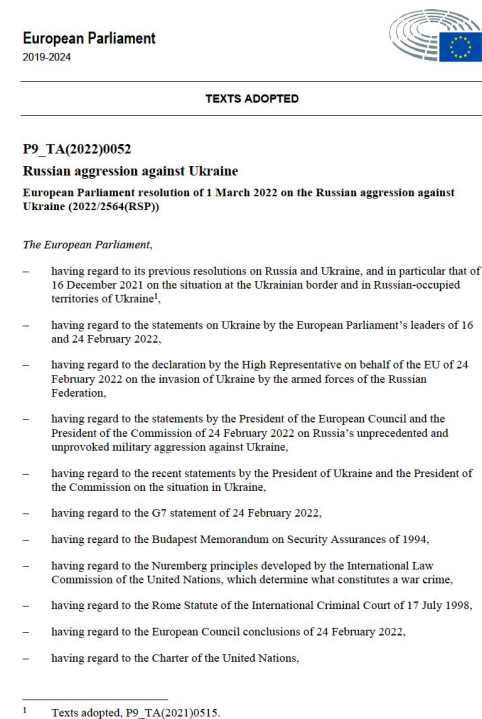 European Parliament
2019-2024
TEXTS ADOPTED
P9_TA(2022)0052
Russian aggression against Ukraine
European Parliament resolution of 1 March 2022 on the Russian aggression against
Ukraine (2022/2564(RSP))
The European Parliament,
– having regard to its previous resolutions on Russia and Ukraine, and in particular that of
16 December 2021 on the situation at the Ukrainian border and in Russian-occupied
territories of Ukraine¹,
– having regard to the statements on Ukraine by the European Parliament’s leaders of 16
and 24 February 2022,
– having regard to the declaration by the High Representative on behalf of the EU of 24
February 2022 on the invasion of Ukraine by the armed forces of the Russian
Federation,
– having regard to the statements by the President of the European Council and the
President of the Commission of 24 February 2022 on Russia’s unprecedented and
unprovoked military aggression against Ukraine,
– having regard to the recent statements by the President of Ukraine and the President of
the Commission on the situation in Ukraine,
– having regard to the G7 statement of 24 February 2022,
– having regard to the Budapest Memorandum on Security Assurances of 1994,
– having regard to the Nuremberg principles developed by the International Law
Commission of the United Nations, which determine what constitutes a war crime,
– having regard to the Rome Statute of the International Criminal Court of 17 July 1998,
– having regard to the European Council conclusions of 24 February 2022,
– having regard to the Charter of the United Nations,
¹ Texts adopted, P9_TA(2021)0515.